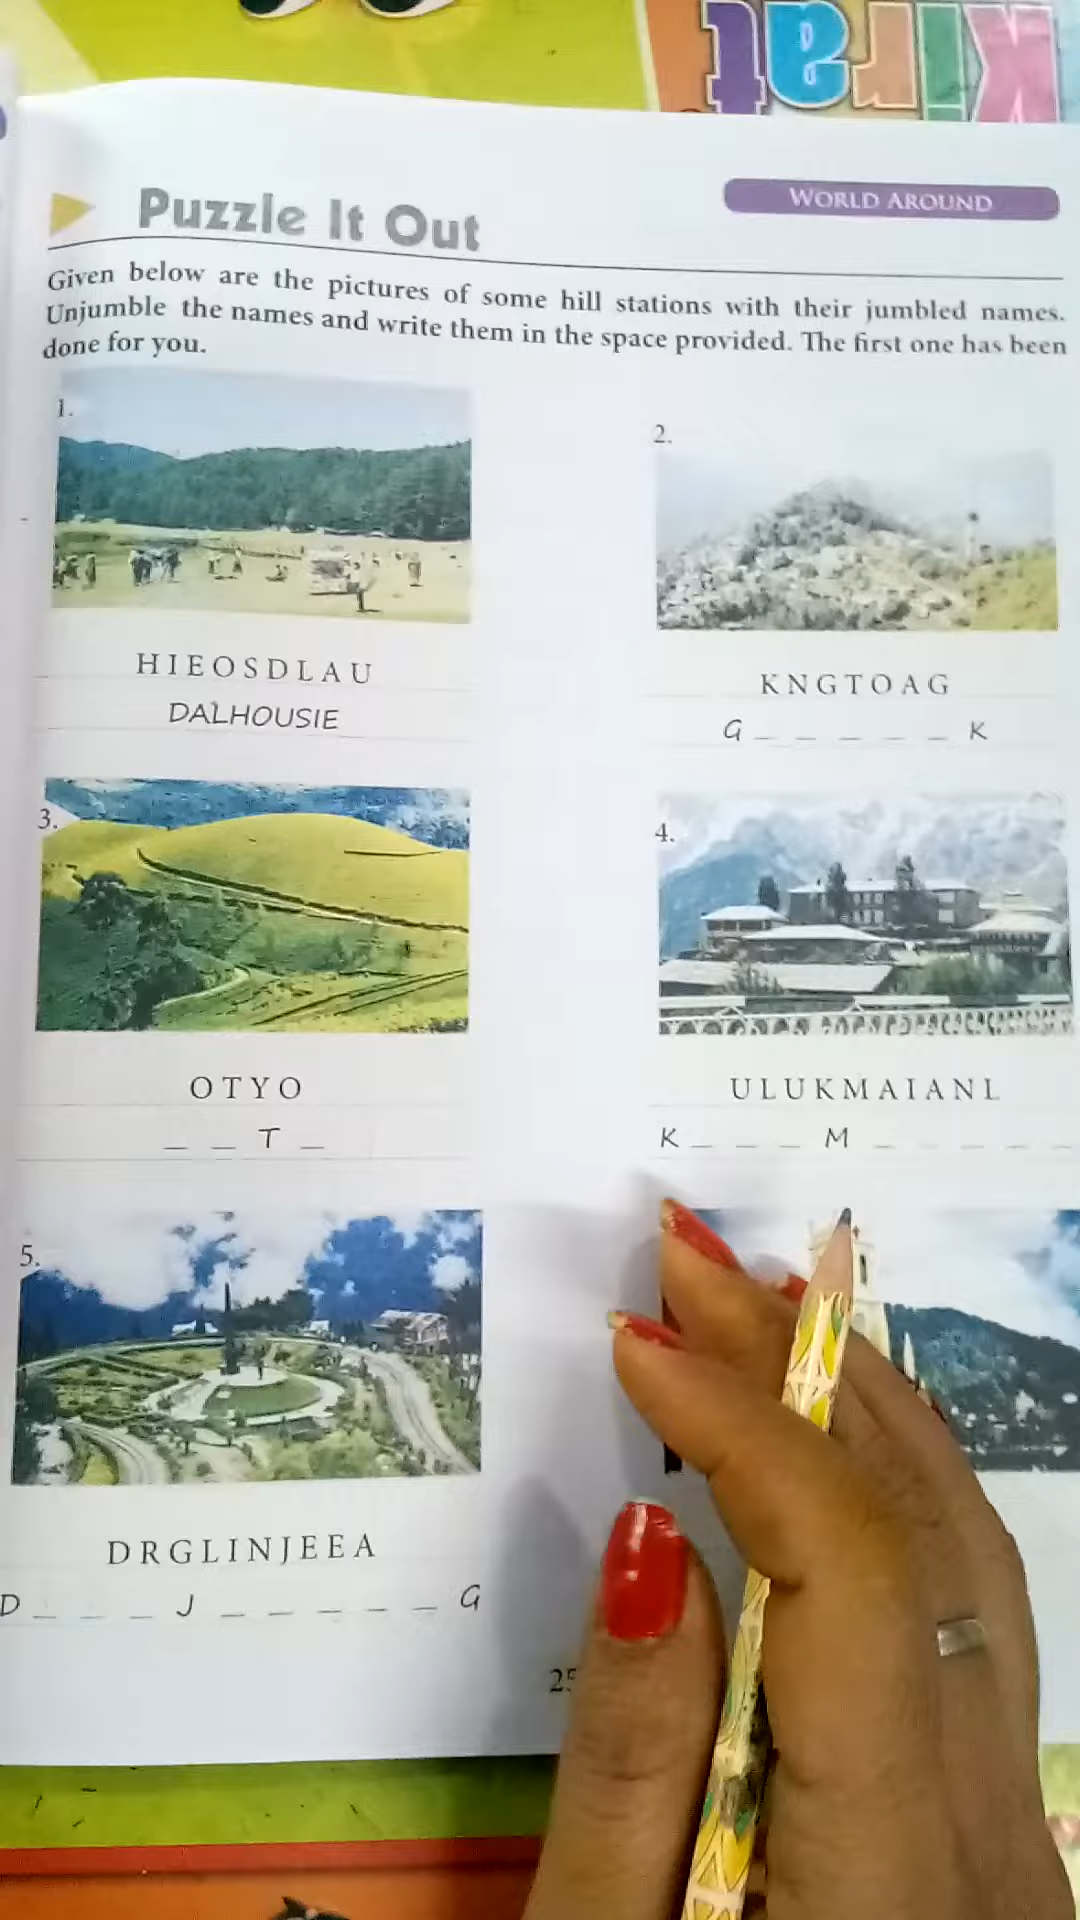 kirat
Puzzle It Out
WORLD AROUND
Given below are the pictures of some hill stations with their jumbled names.
Unjumble the names and write them in the space provided. The first one has been
done for you.
1.
2.
HIEOSDLAU
DALHOUSIE
KNGTOAG
G _ _ _ _ _ K
3.
4.
OTYO
_ _ T _
ULUKMAIANL
K _ _ _ M _ _ _ _ _
5.
DRGLINJEEA
D _ _ _ J _ _ _ _ _ G